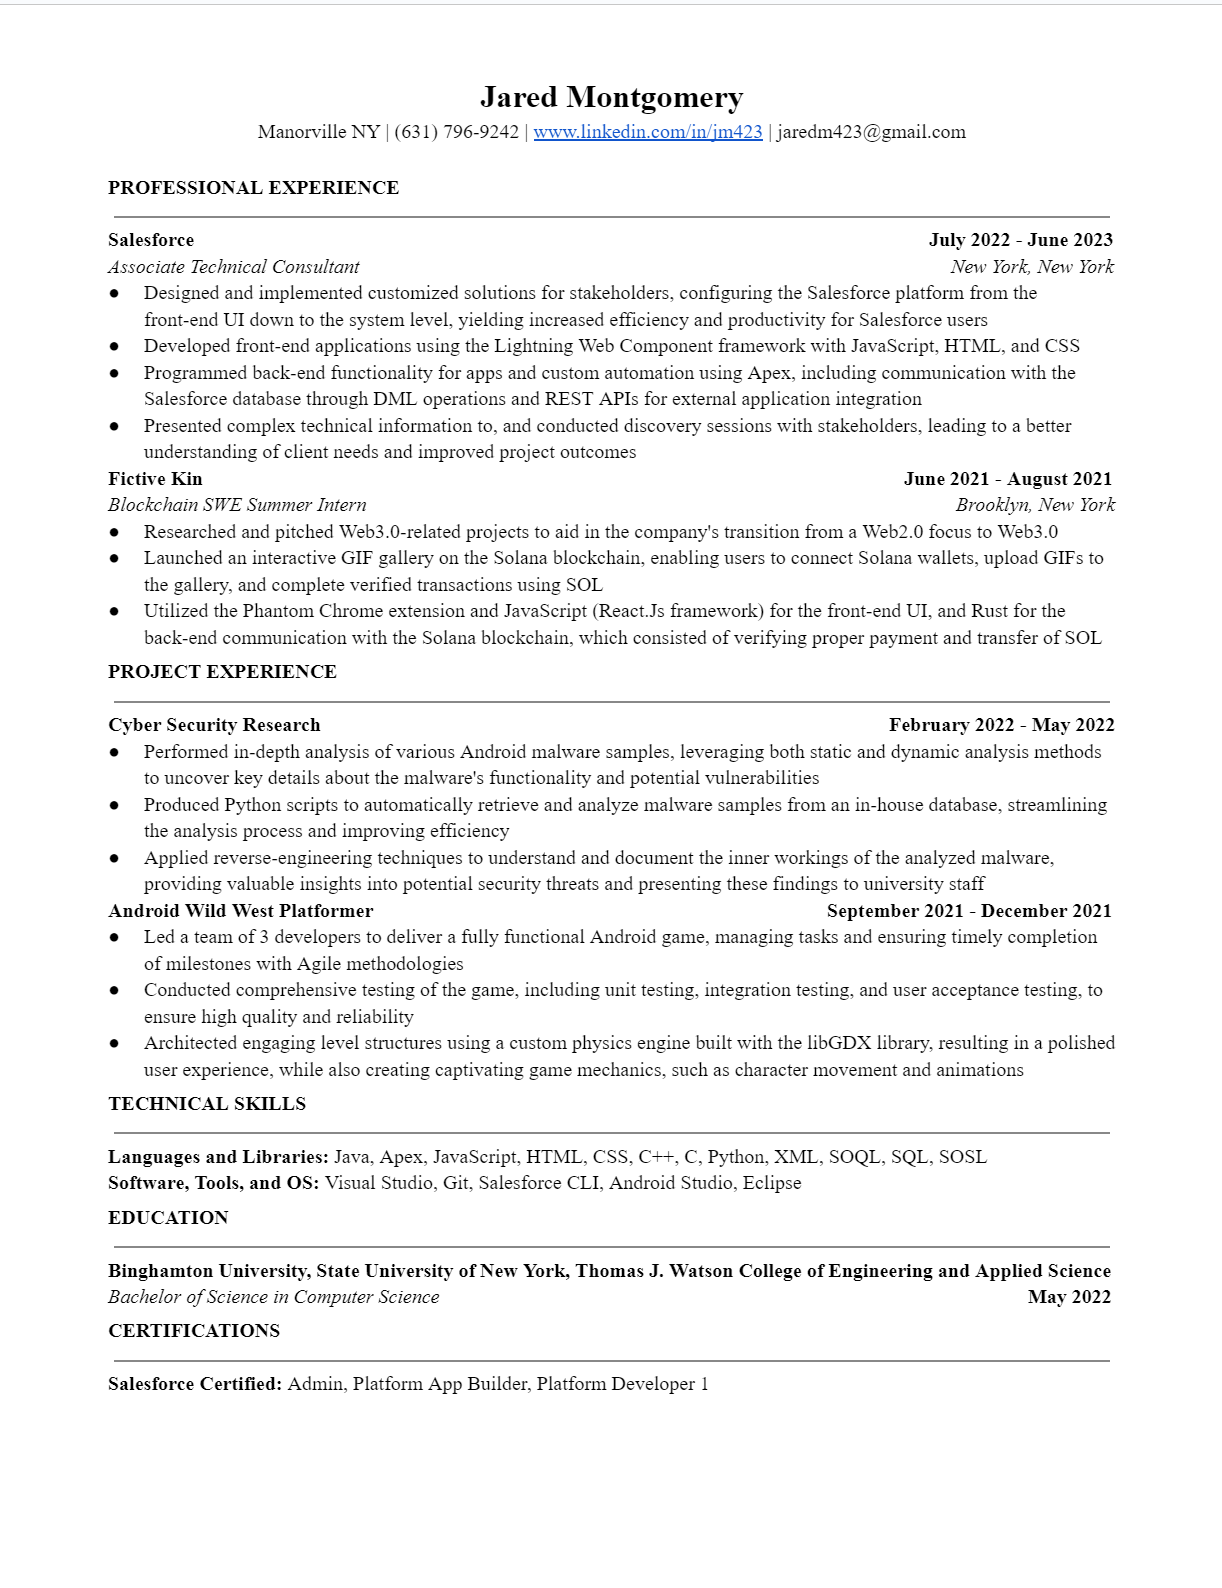 Jared Montgomery
Manorville NY | (631) 796-9242 | www.linkedin.com/in/jm423 | jaredm423@gmail.com
PROFESSIONAL EXPERIENCE
Salesforce July 2022 - June 2023
Associate Technical Consultant New York, New York
● Designed and implemented customized solutions for stakeholders, configuring the Salesforce platform from the
front-end UI down to the system level, yielding increased efficiency and productivity for Salesforce users
● Developed front-end applications using the Lightning Web Component framework with JavaScript, HTML, and CSS
● Programmed back-end functionality for apps and custom automation using Apex, including communication with the
Salesforce database through DML operations and REST APIs for external application integration
● Presented complex technical information to, and conducted discovery sessions with stakeholders, leading to a better
understanding of client needs and improved project outcomes
Fictive Kin June 2021 - August 2021
Blockchain SWE Summer Intern Brooklyn, New York
● Researched and pitched Web3.0-related projects to aid in the company's transition from a Web2.0 focus to Web3.0
● Launched an interactive GIF gallery on the Solana blockchain, enabling users to connect Solana wallets, upload GIFs to
the gallery, and complete verified transactions using SOL
● Utilized the Phantom Chrome extension and JavaScript (React.Js framework) for the front-end UI, and Rust for the
back-end communication with the Solana blockchain, which consisted of verifying proper payment and transfer of SOL
PROJECT EXPERIENCE
Cyber Security Research February 2022 - May 2022
● Performed in-depth analysis of various Android malware samples, leveraging both static and dynamic analysis methods
to uncover key details about the malware's functionality and potential vulnerabilities
● Produced Python scripts to automatically retrieve and analyze malware samples from an in-house database, streamlining
the analysis process and improving efficiency
● Applied reverse-engineering techniques to understand and document the inner workings of the analyzed malware,
providing valuable insights into potential security threats and presenting these findings to university staff
Android Wild West Platformer September 2021 - December 2021
● Led a team of 3 developers to deliver a fully functional Android game, managing tasks and ensuring timely completion
of milestones with Agile methodologies
● Conducted comprehensive testing of the game, including unit testing, integration testing, and user acceptance testing, to
ensure high quality and reliability
● Architected engaging level structures using a custom physics engine built with the libGDX library, resulting in a polished
user experience, while also creating captivating game mechanics, such as character movement and animations
TECHNICAL SKILLS
Languages and Libraries: Java, Apex, JavaScript, HTML, CSS, C++, C, Python, XML, SOQL, SQL, SOSL
Software, Tools, and OS: Visual Studio, Git, Salesforce CLI, Android Studio, Eclipse
EDUCATION
Binghamton University, State University of New York, Thomas J. Watson College of Engineering and Applied Science
Bachelor of Science in Computer Science May 2022
CERTIFICATIONS
Salesforce Certified: Admin, Platform App Builder, Platform Developer 1